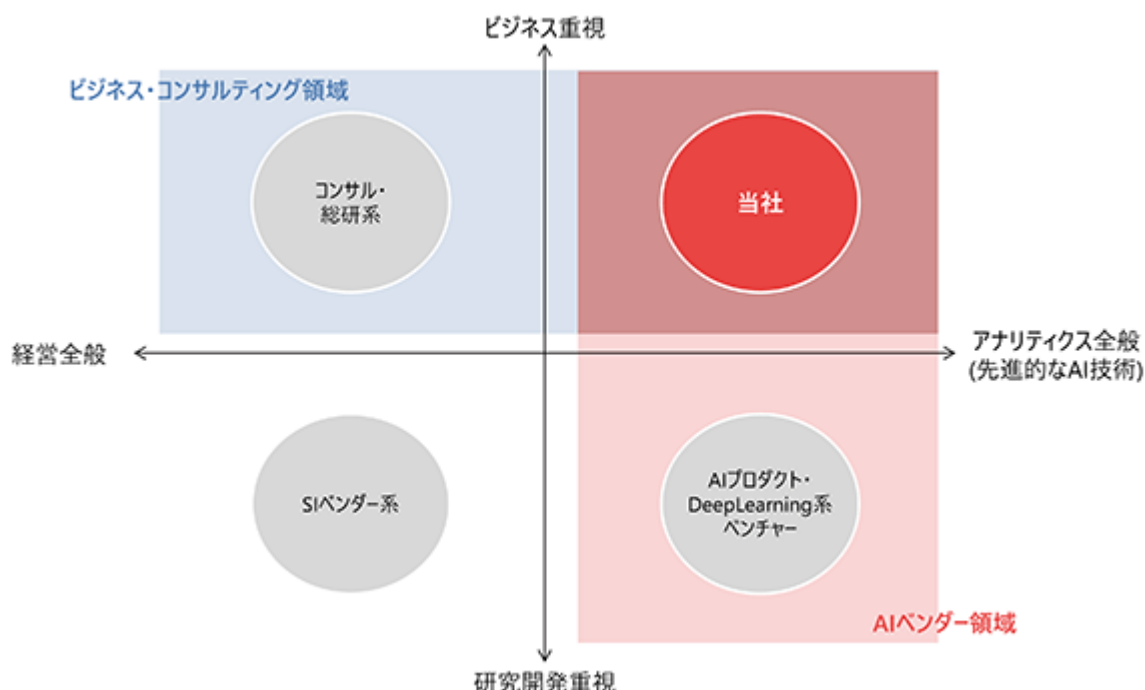 ビジネス重視
ビジネス・コンサルティング領域
コンサル・
総研系
当社
経営全般
アナリティクス全般
(先進的なAI技術)
SIベンダー系
AIプロダクト・
DeepLearning系
ベンチャー
AIベンダー領域
研究開発重視